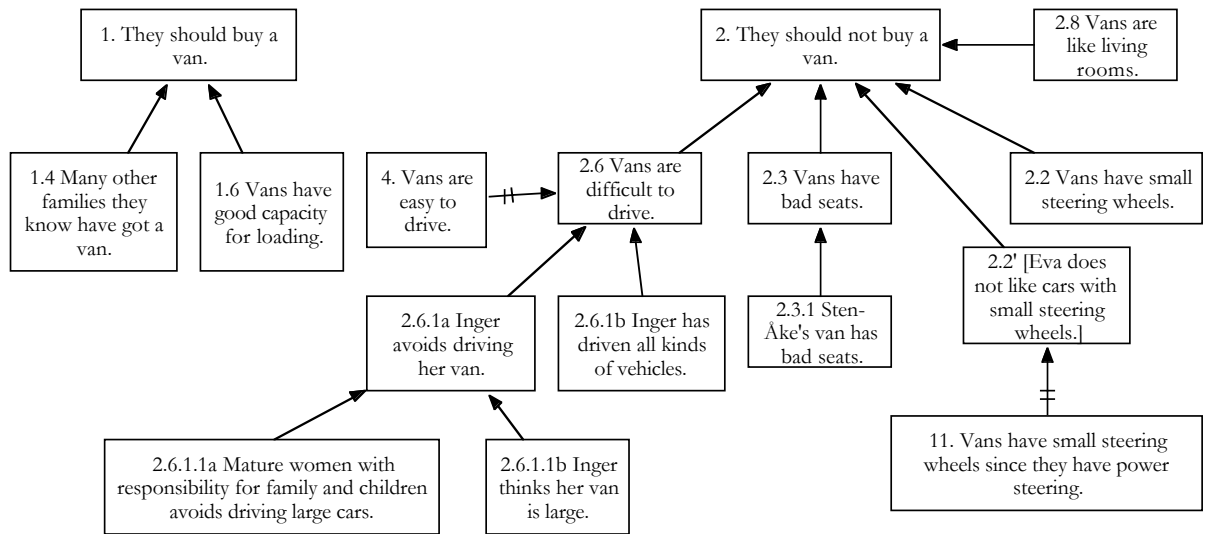 1. They should buy a
van.
2. They should not buy a
van.
2.8 Vans are
like living
rooms.
1.4 Many other
families they
know have got a
van.
1.6 Vans have
good capacity
for loading.
4. Vans are
easy to
drive.
2.6 Vans are
difficult to
drive.
2.3 Vans have
bad seats.
2.2 Vans have small
steering wheels.
2.2' [Eva does
not like cars with
small steering
wheels.]
2.6.1a Inger
avoids driving
her van.
2.6.1b Inger has
driven all kinds
of vehicles.
2.3.1 Sten-
Åke's van has
bad seats.
2.6.1.1a Mature women with
responsibility for family and children
avoids driving large cars.
2.6.1.1b Inger
thinks her van
is large.
11. Vans have small steering
wheels since they have power
steering.